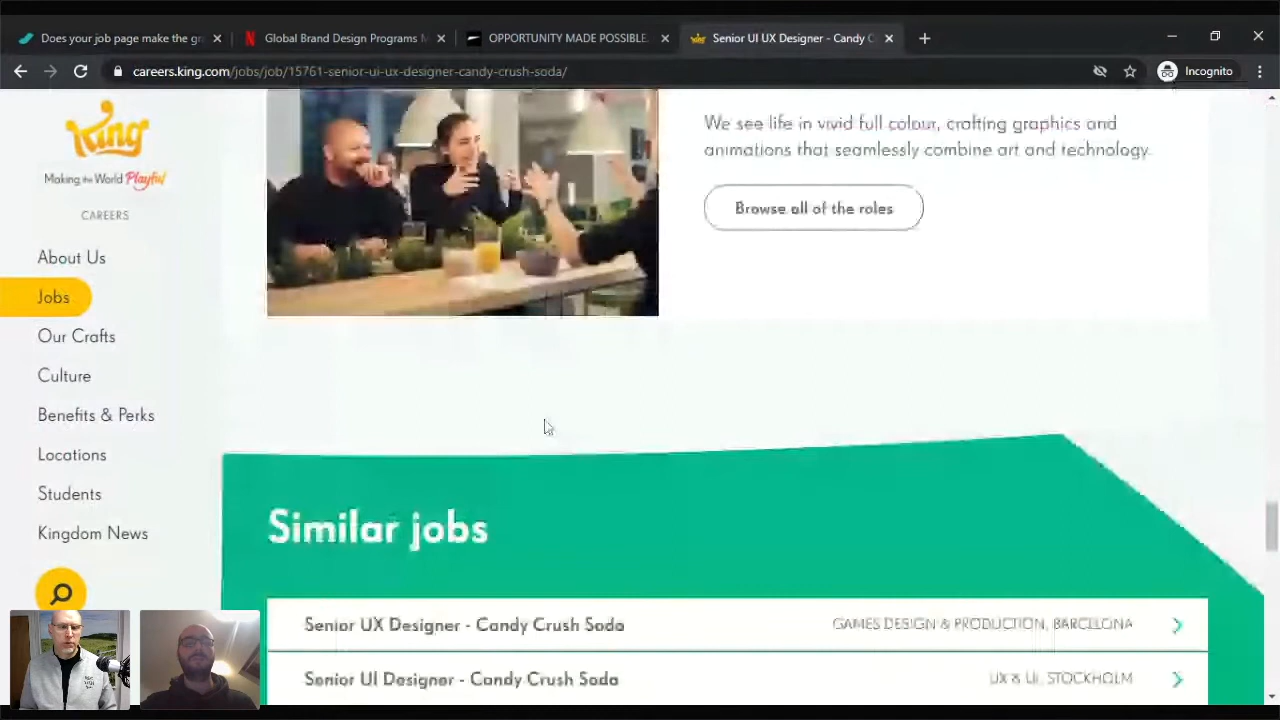 Does your job page make the gr
Global Brand Design Programs M
OPPORTUNITY MADE POSSIBLE.
Senior UI UX Designer - Candy C
careers.king.com/jobs/job/15761-senior-ui-ux-designer-candy-crush-soda/
Incognito
King
Making the World Playful
CAREERS
About Us
Jobs
Our Crafts
Culture
Benefits & Perks
Locations
Students
Kingdom News
We see life in vivid full colour, crafting graphics and
animations that seamlessly combine art and technology.
Browse all of the roles
Similar jobs
Senior UX Designer - Candy Crush Soda GAMES DESIGN & PRODUCTION, BARCELONA
Senior UI Designer - Candy Crush Soda UX & UI, STOCKHOLM